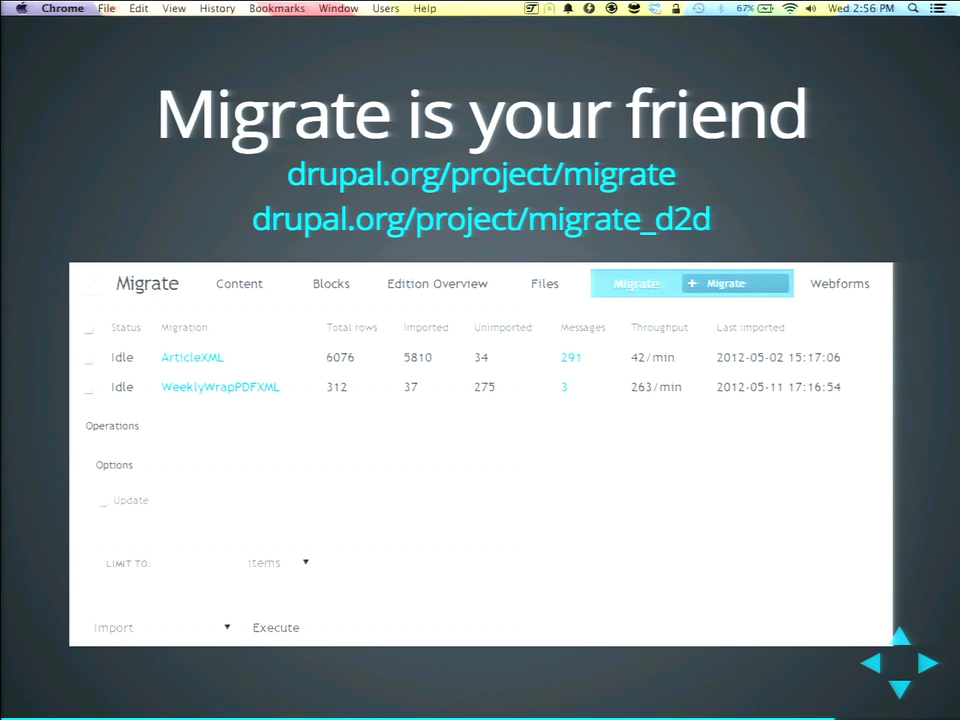 Chrome File Edit View History Bookmarks Window Users Help 67% Wed 2:56 PM
Migrate is your friend
drupal.org/project/migrate
drupal.org/project/migrate_d2d
Migrate Content Blocks Edition Overview Files Migrate + Migrate Webforms
Status Migration Total rows Imported Unimported Messages Throughput Last imported
Idle ArticleXML 6076 5810 34 291 42/min 2012-05-02 15:17:06
Idle WeeklyWrapPDFXML 312 37 275 3 263/min 2012-05-11 17:16:54
Operations
Options
Update
LIMIT TO: items
Import Execute